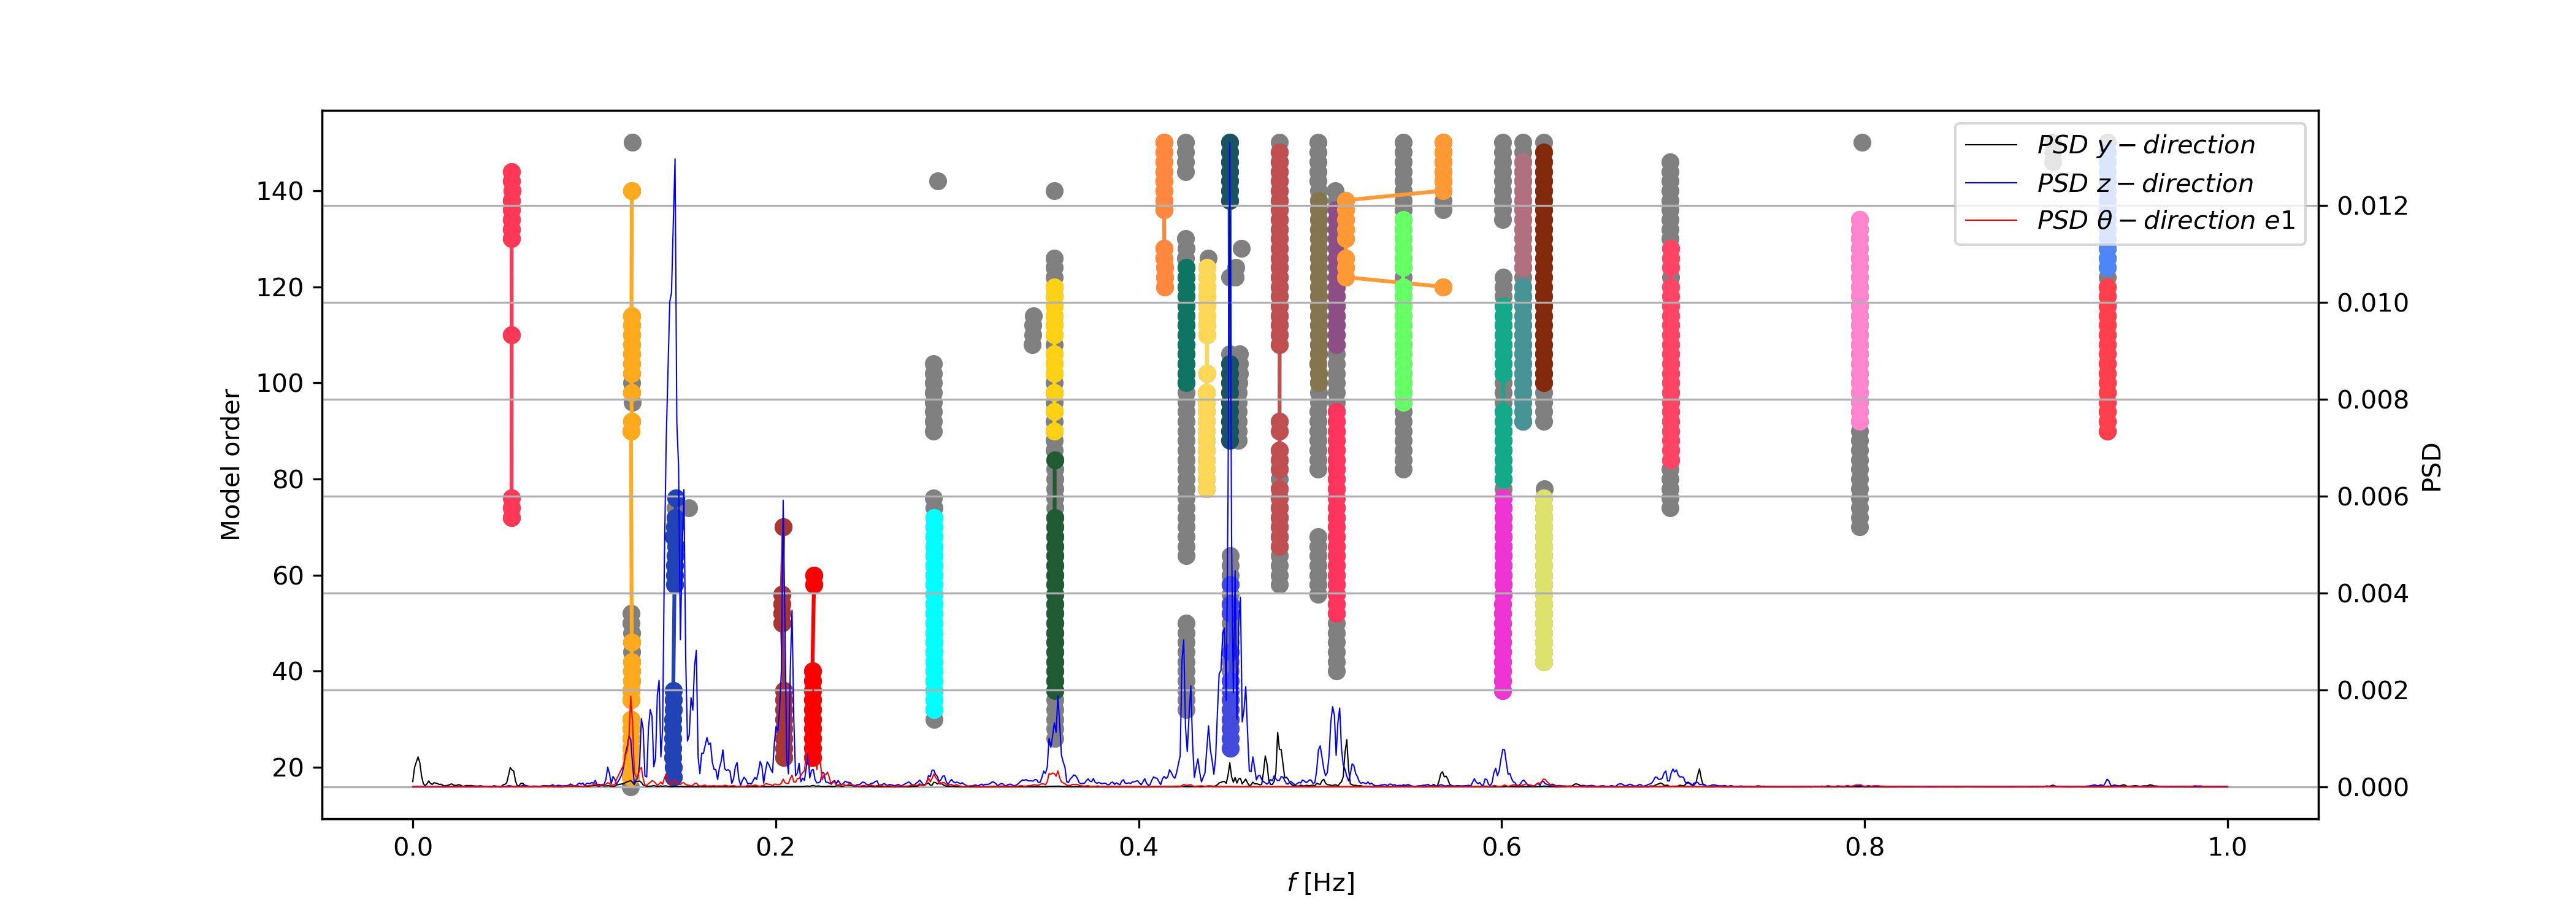 PSD y − direction
PSD z − direction
PSD θ − direction e1
140
120
100
80
60
40
20
Model order
0.012
0.010
0.008
0.006
0.004
0.002
0.000
PSD
0.0 0.2 0.4 0.6 0.8 1.0
f [Hz]